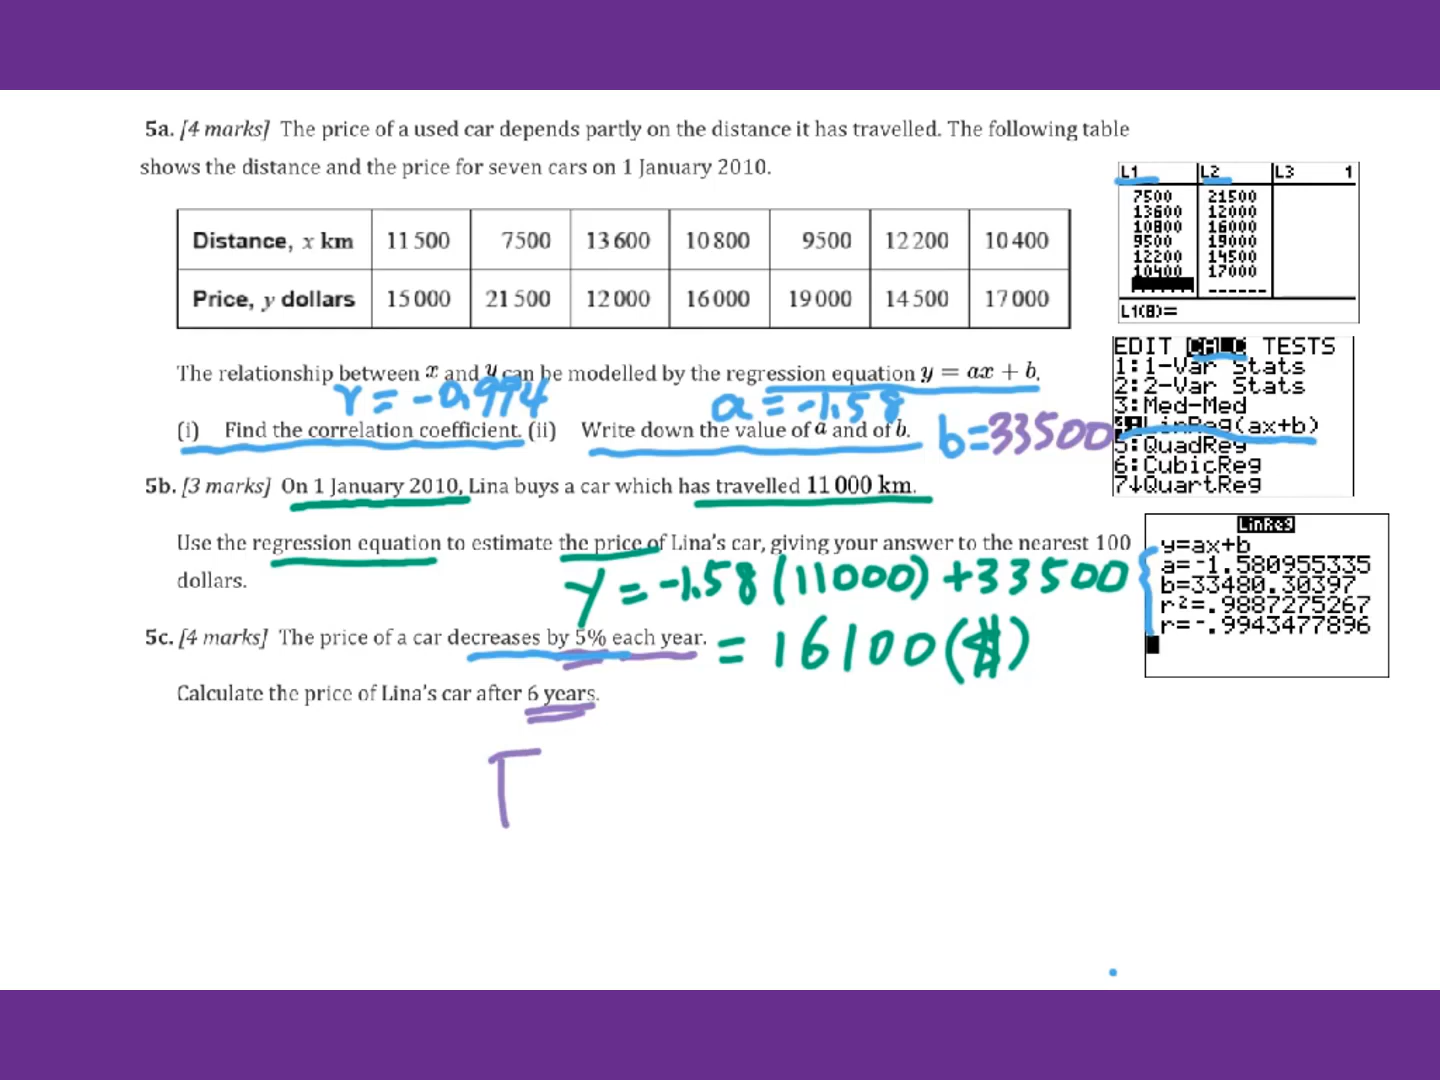 5a. [4 marks] The price of a used car depends partly on the distance it has travelled. The following table
shows the distance and the price for seven cars on 1 January 2010.
Distance, x km 11 500 7500 13 600 10 800 9500 12 200 10 400
Price, y dollars 15 000 21 500 12 000 16 000 19 000 14 500 17 000
The relationship between x and y can be modelled by the regression equation y = ax + b.
r = -0.994 a = -1.58
(i) Find the correlation coefficient. (ii) Write down the value of a and of b. b=33500
5b. [3 marks] On 1 January 2010, Lina buys a car which has travelled 11 000 km.
Use the regression equation to estimate the price of Lina's car, giving your answer to the nearest 100
dollars.
y = -1.58 (11000) + 33500
5c. [4 marks] The price of a car decreases by 5% each year.
= 16100 ($)
Calculate the price of Lina's car after 6 years.
L1 L2 L3 1
7500 21500
13600 12000
10800 16000
9500 19000
12200 14500
10400 17000
------- ------
L1(8)=
EDIT CALC TESTS
1:1-Var Stats
2:2-Var Stats
3:Med-Med
4:LinReg(ax+b)
5:QuadReg
6:CubicReg
7↓QuartReg
LinReg
y=ax+b
a=-1.580955335
b=33480.30397
r²=.9887275267
r=-.9943477896